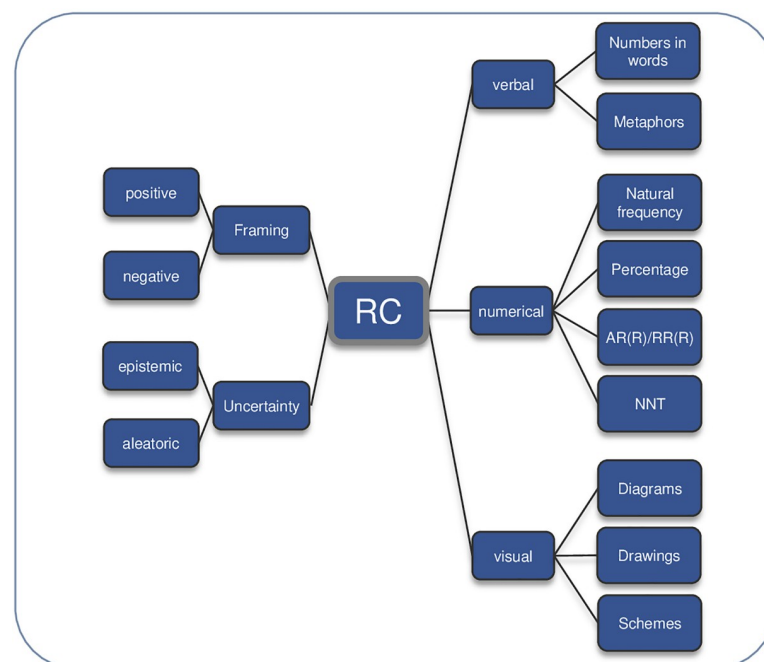 positive
negative
Framing
epistemic
aleatoric
Uncertainty
RC
verbal
Numbers in
words
Metaphors
numerical
Natural
frequency
Percentage
AR(R)/RR(R)
NNT
visual
Diagrams
Drawings
Schemes